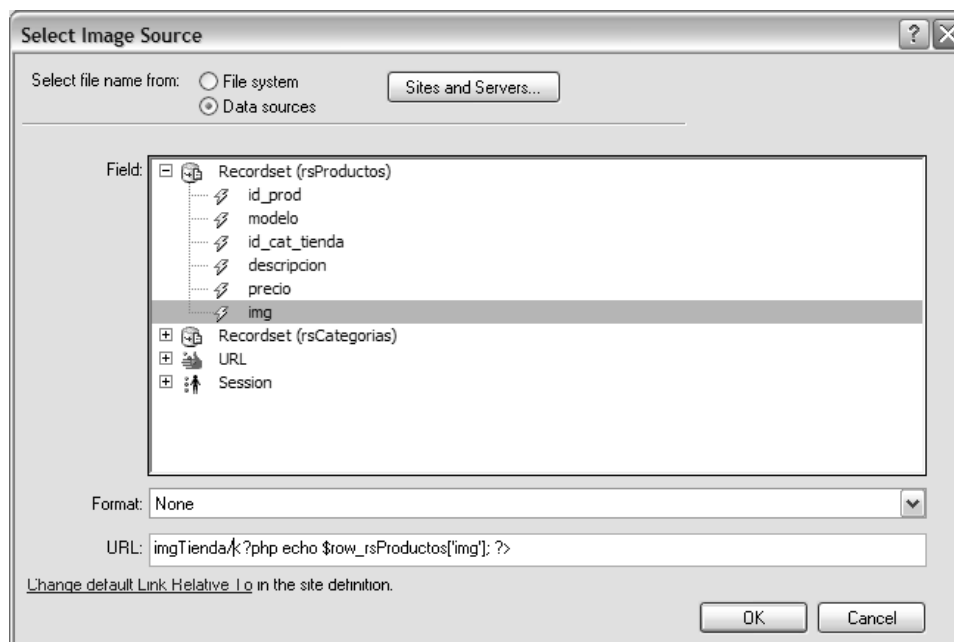 Select Image Source
Select file name from:
File system
Data sources
Sites and Servers...
Field:
Recordset (rsProductos)
id_prod
modelo
id_cat_tienda
descripcion
precio
img
Recordset (rsCategorias)
URL
Session
Format: None
URL: imgTienda/<?php echo $row_rsProductos['img']; ?>
Change default Link Relative To in the site definition.
OK Cancel